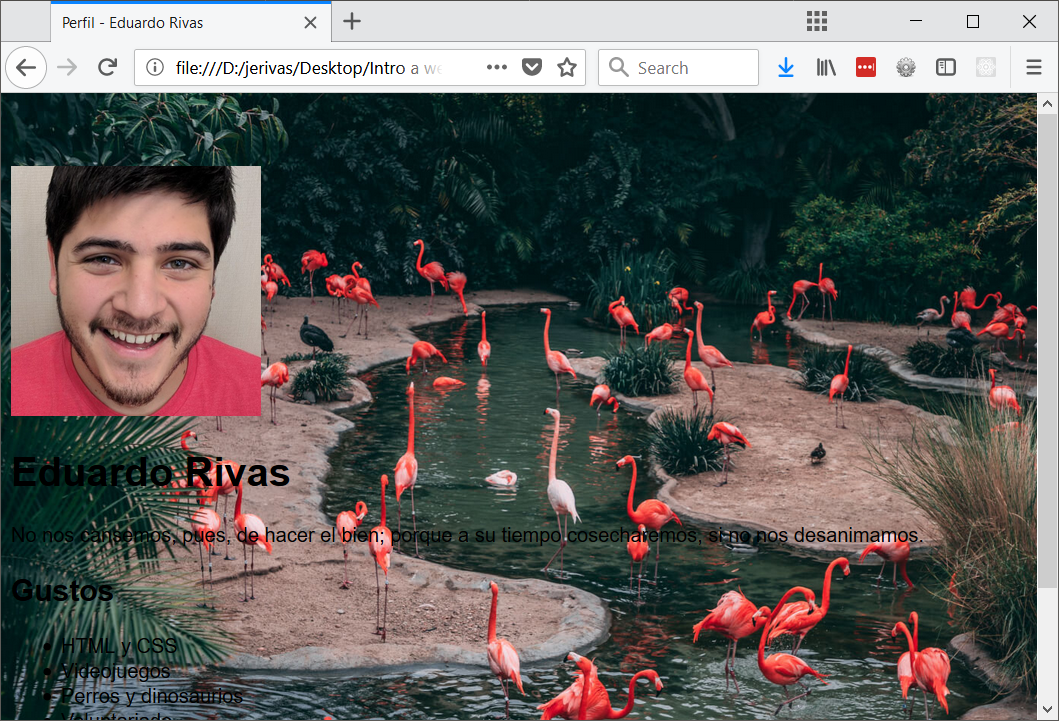 Perfil - Eduardo Rivas
file:///D:/jerivas/Desktop/Intro a we
Search
Eduardo Rivas
No nos cansemos, pues, de hacer el bien; porque a su tiempo cosecharemos, si no nos desanimamos.
Gustos
HTML y CSS
Videojuegos
Perros y dinosaurios
Voluntariado